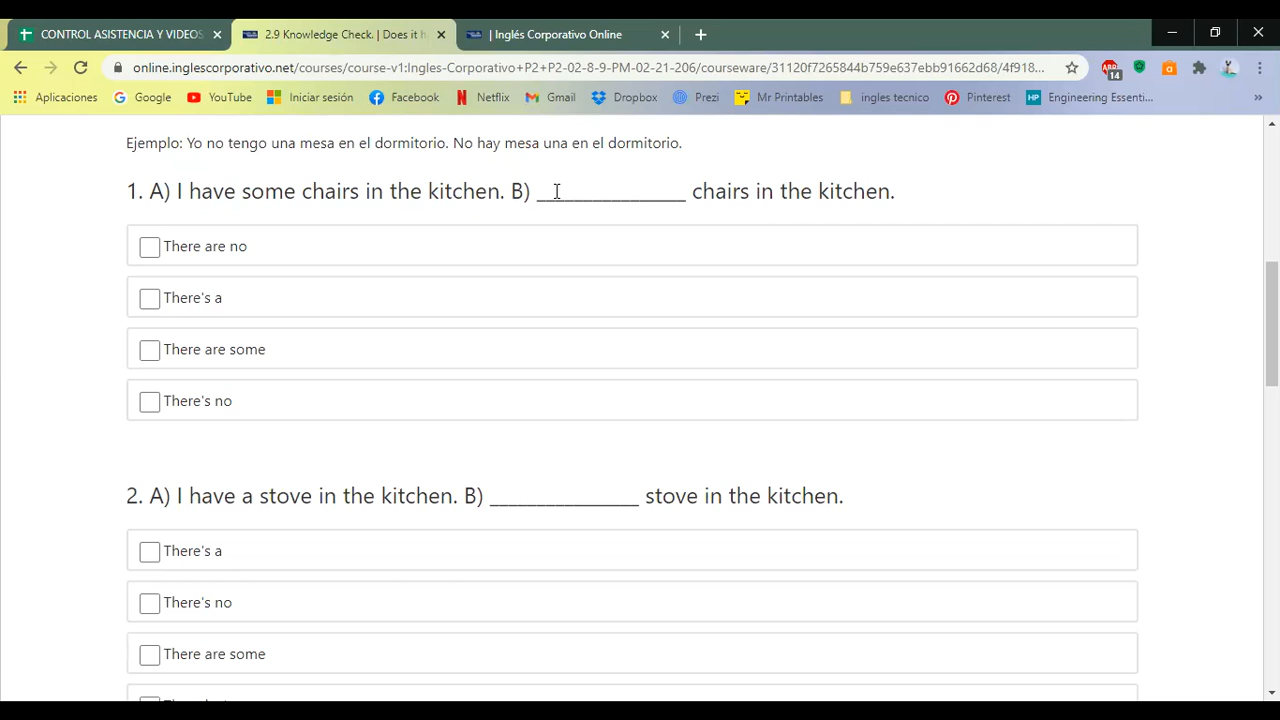 CONTROL ASISTENCIA Y VIDEOS
2.9 Knowledge Check. | Does it h
| Inglés Corporativo Online
online.inglescorporativo.net/courses/course-v1:Ingles-Corporativo+P2+P2-02-8-9-PM-02-21-206/courseware/31120f7265844b759e637ebb91662d68/4f918...
14
Aplicaciones Google YouTube Iniciar sesión Facebook Netflix Gmail Dropbox Prezi Mr Printables ingles tecnico Pinterest HP Engineering Essenti... »
Ejemplo: Yo no tengo una mesa en el dormitorio. No hay mesa una en el dormitorio.
1. A) I have some chairs in the kitchen. B) ________________ chairs in the kitchen.
There are no
There's a
There are some
There's no
2. A) I have a stove in the kitchen. B) ________________ stove in the kitchen.
There's a
There's no
There are some